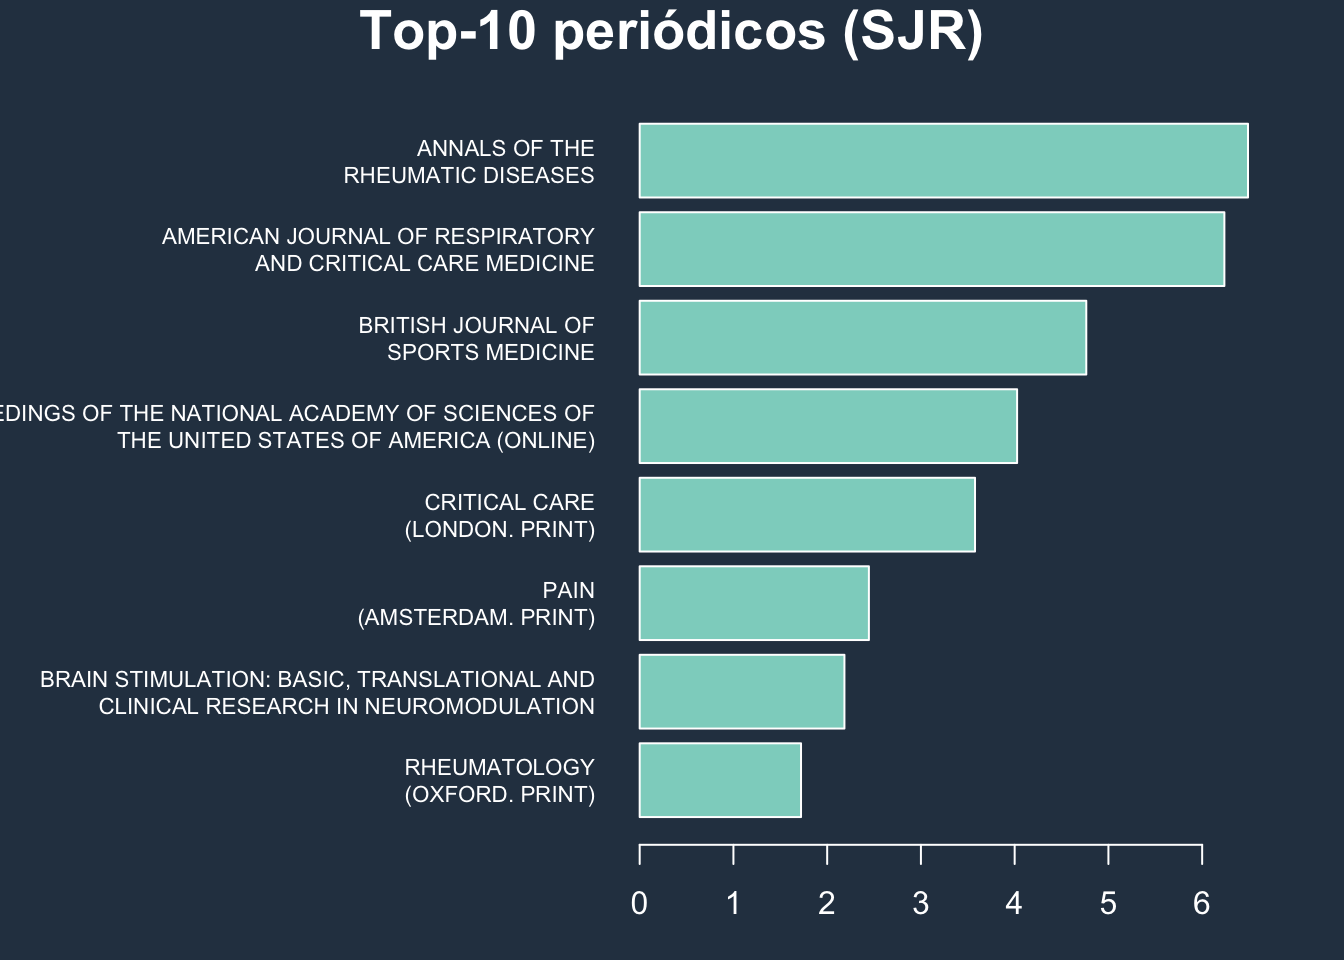 Top-10 periódicos (SJR)
ANNALS OF THE
RHEUMATIC DISEASES
AMERICAN JOURNAL OF RESPIRATORY
AND CRITICAL CARE MEDICINE
BRITISH JOURNAL OF
SPORTS MEDICINE
EDINGS OF THE NATIONAL ACADEMY OF SCIENCES OF
THE UNITED STATES OF AMERICA (ONLINE)
CRITICAL CARE
(LONDON. PRINT)
PAIN
(AMSTERDAM. PRINT)
BRAIN STIMULATION: BASIC, TRANSLATIONAL AND
CLINICAL RESEARCH IN NEUROMODULATION
RHEUMATOLOGY
(OXFORD. PRINT)
0 1 2 3 4 5 6